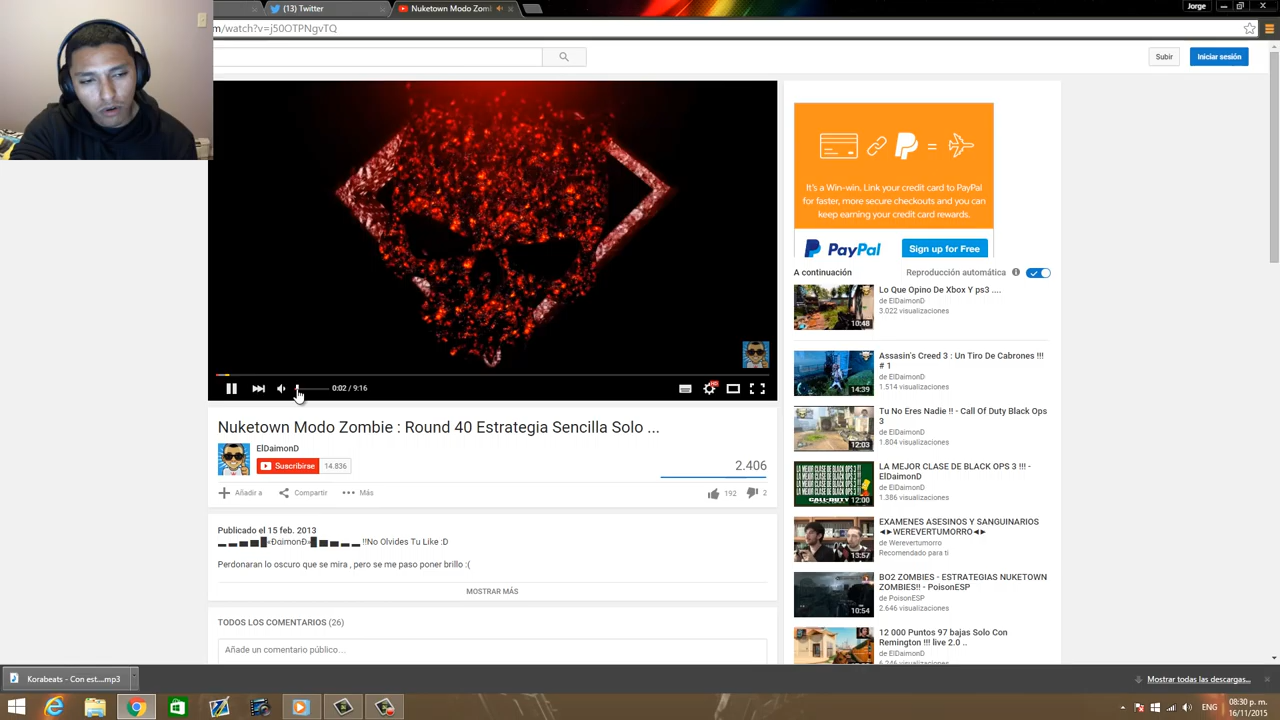 (13) Twitter
Nuketown Modo Zombi
Jorge
m/watch?v=j50OTPNgvTQ
Subir
Iniciar sesión
It's a Win-win. Link your credit card to PayPal
for faster, more secure checkouts and you can
keep earning your credit card rewards.
PayPal
Sign up for Free
A continuación
Reproducción automática
Lo Que Opino De Xbox Y ps3 ....
de ElDaimonD
3.022 visualizaciones
10:48
Assasin's Creed 3 : Un Tiro De Cabrones !!!
# 1
de ElDaimonD
1.514 visualizaciones
14:39
0:02 / 9:16
HD
Tu No Eres Nadie !! - Call Of Duty Black Ops
3
de ElDaimonD
1.804 visualizaciones
12:03
Nuketown Modo Zombie : Round 40 Estrategia Sencilla Solo ...
ElDaimonD
Suscribirse
14.836
2.406
Añadir a
Compartir
Más
192
2
LA MEJOR CLASE DE BLACK OPS 3 !!! -
ElDaimonD
de ElDaimonD
1.386 visualizaciones
12:00
Publicado el 15 feb. 2013
▂ ▃ ▅ ▆ █«ÐαimonÐ»█ ▆ ▅ ▃ ▂ !!No Olvides Tu Like :D
Perdonaran lo oscuro que se mira , pero se me paso poner brillo :(
MOSTRAR MÁS
EXAMENES ASESINOS Y SANGUINARIOS
◄►WEREVERTUMORRO◄►
de Werevertumorro
Recomendado para ti
13:57
BO2 ZOMBIES - ESTRATEGIAS NUKETOWN
ZOMBIES!! - PoisonESP
de PoisonESP
2.646 visualizaciones
10:54
TODOS LOS COMENTARIOS (26)
Añade un comentario público...
12 000 Puntos 97 bajas Solo Con
Remington !!! live 2.0 ..
de ElDaimonD
6.246 visualizaciones
Korabeats - Con est....mp3
Mostrar todas las descargas...
ESP
08:30 p. m.
16/11/2015